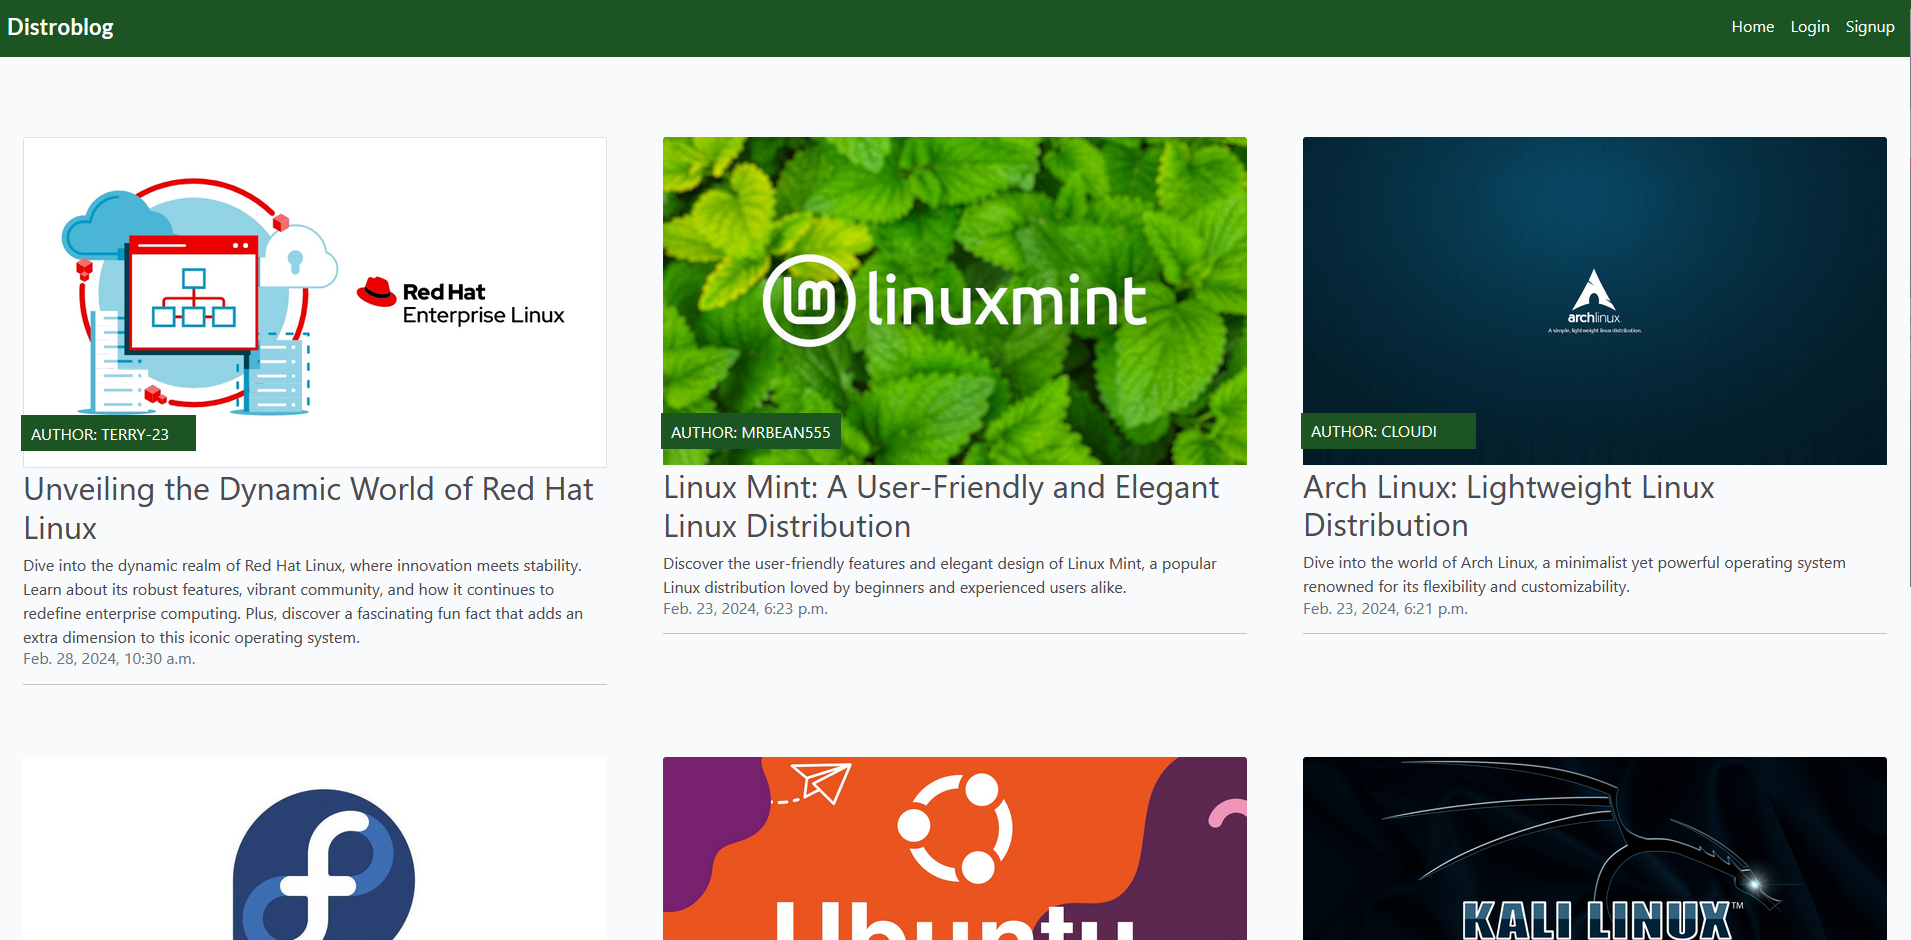 Distroblog
Home Login Signup
Red Hat
Enterprise Linux
AUTHOR: TERRY-23
Unveiling the Dynamic World of Red Hat
Linux
Dive into the dynamic realm of Red Hat Linux, where innovation meets stability.
Learn about its robust features, vibrant community, and how it continues to
redefine enterprise computing. Plus, discover a fascinating fun fact that adds an
extra dimension to this iconic operating system.
Feb. 28, 2024, 10:30 a.m.
lm linuxmint
AUTHOR: MRBEAN555
Linux Mint: A User-Friendly and Elegant
Linux Distribution
Discover the user-friendly features and elegant design of Linux Mint, a popular
Linux distribution loved by beginners and experienced users alike.
Feb. 23, 2024, 6:23 p.m.
archlinux
A simple, lightweight linux distribution.
AUTHOR: CLOUDI
Arch Linux: Lightweight Linux
Distribution
Dive into the world of Arch Linux, a minimalist yet powerful operating system
renowned for its flexibility and customizability.
Feb. 23, 2024, 6:21 p.m.
Ubuntu
KALI LINUX™